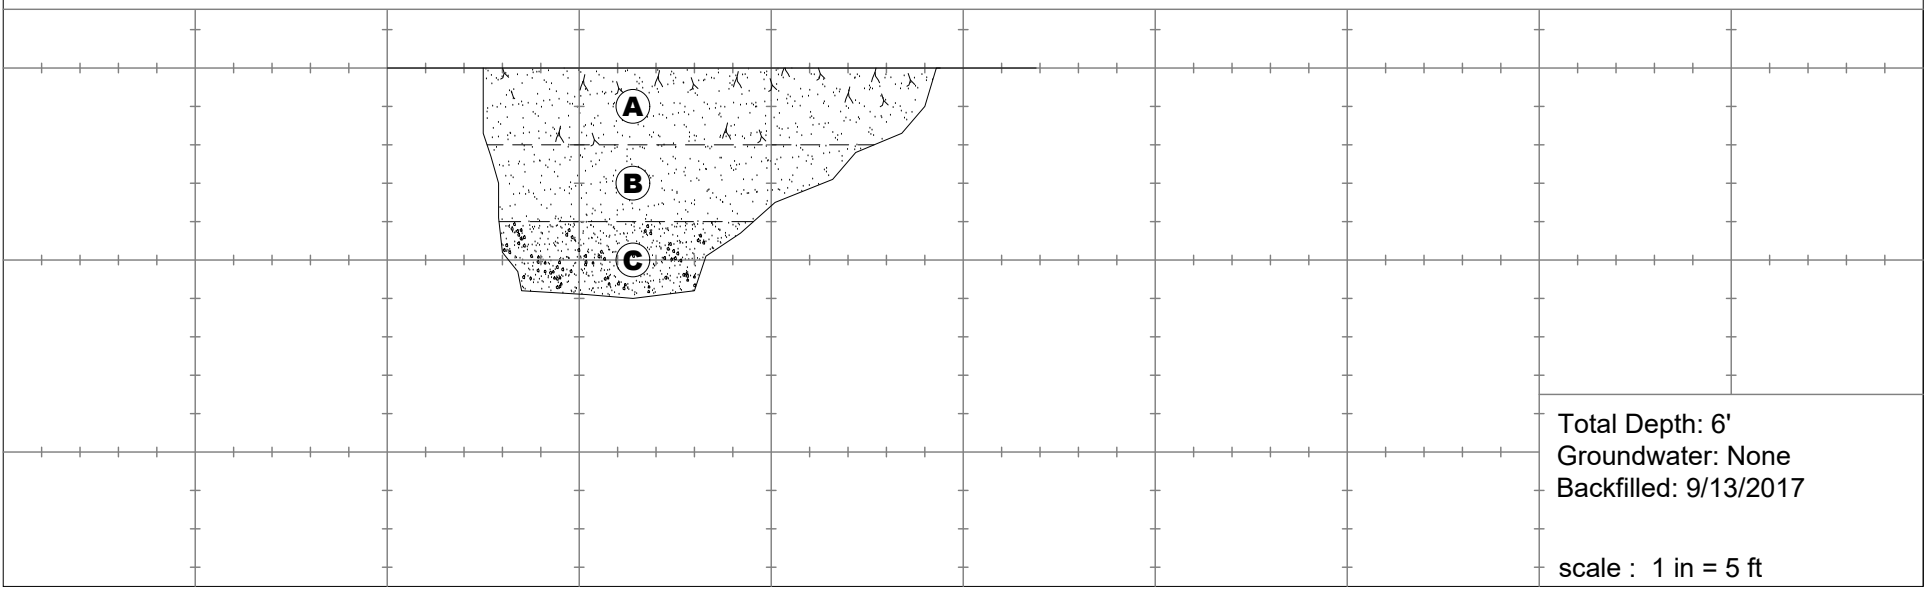 A
B
C
Total Depth: 6'
Groundwater: None
Backfilled: 9/13/2017
scale : 1 in = 5 ft